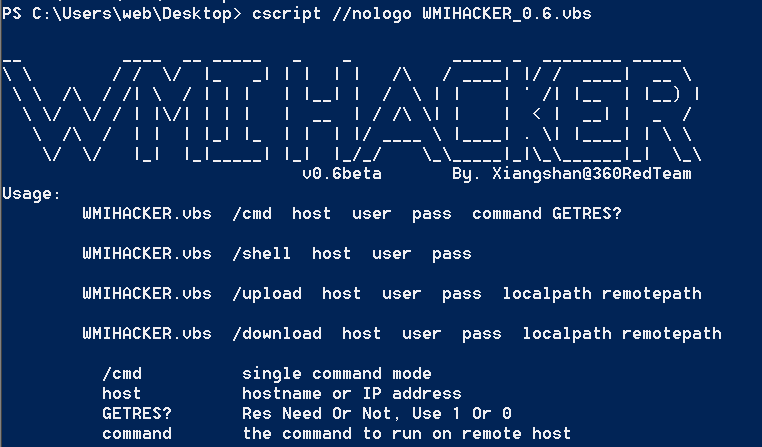 PS C:\Users\web\Desktop> cscript //nologo WMIHACKER_0.6.vbs
WMIHACKER
v0.6beta By. Xiangshan@360RedTeam
Usage:
WMIHACKER.vbs /cmd host user pass command GETRES?
WMIHACKER.vbs /shell host user pass
WMIHACKER.vbs /upload host user pass localpath remotepath
WMIHACKER.vbs /download host user pass localpath remotepath
/cmd single command mode
host hostname or IP address
GETRES? Res Need Or Not, Use 1 Or 0
command the command to run on remote host